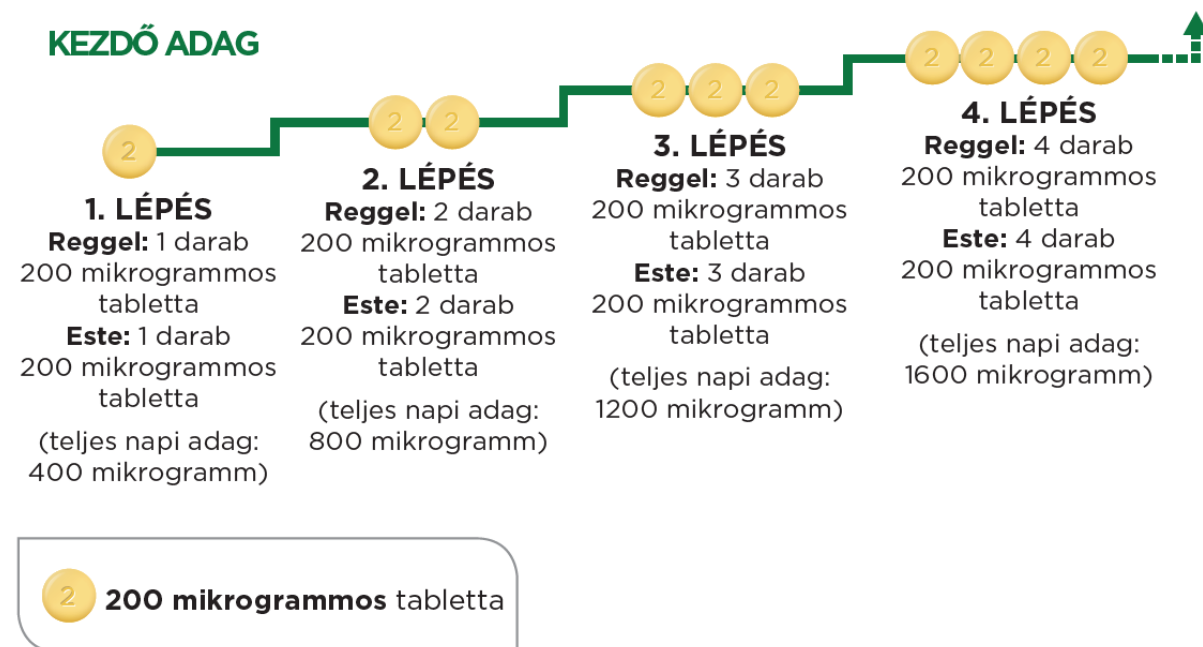 KEZDŐ ADAG
2
1. LÉPÉS
Reggel: 1 darab
200 mikrogrammos
tabletta
Este: 1 darab
200 mikrogrammos
tabletta
(teljes napi adag:
400 mikrogramm)
2 2
2. LÉPÉS
Reggel: 2 darab
200 mikrogrammos
tabletta
Este: 2 darab
200 mikrogrammos
tabletta
(teljes napi adag:
800 mikrogramm)
2 2 2
3. LÉPÉS
Reggel: 3 darab
200 mikrogrammos
tabletta
Este: 3 darab
200 mikrogrammos
tabletta
(teljes napi adag:
1200 mikrogramm)
2 2 2 2
4. LÉPÉS
Reggel: 4 darab
200 mikrogrammos
tabletta
Este: 4 darab
200 mikrogrammos
tabletta
(teljes napi adag:
1600 mikrogramm)
2 200 mikrogrammos tabletta